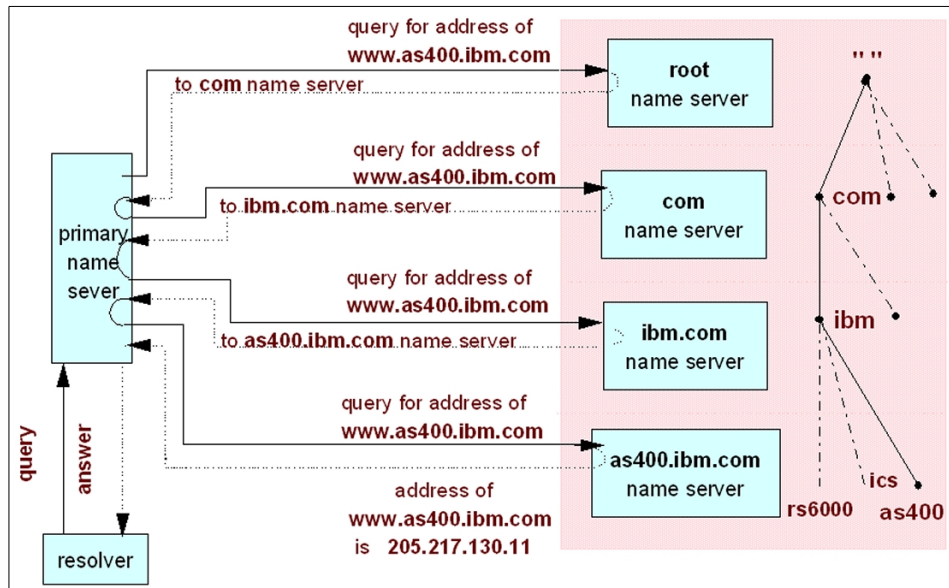 query for address of
www.as400.ibm.com
root
name server
" "
to com name server
query for address of
www.as400.ibm.com
com
name server
com
to ibm.com name server
primary
name
sever
query for address of
www.as400.ibm.com
ibm.com
name server
ibm
to as400.ibm.com name server
query for address of
www.as400.ibm.com
as400.ibm.com
name server
rs6000
ics
as400
query
answer
address of
www.as400.ibm.com
is 205.217.130.11
resolver